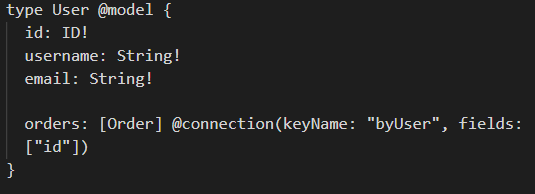 type User @model {
  id: ID!
  username: String!
  email: String!

  orders: [Order] @connection(keyName: "byUser", fields:
  ["id"])
}